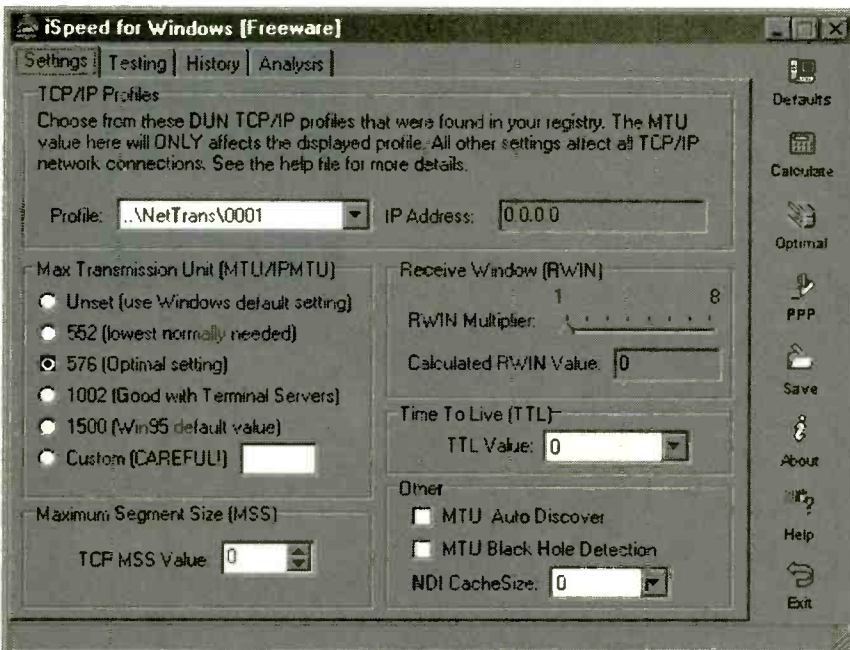 iSpeed for Windows [Freeware]
Settings Testing History Analysis
TCP/IP Profiles
Choose from these DUN TCP/IP profiles that were found in your registry. The MTU
value here will ONLY affects the displayed profile. All other settings affect all TCP/IP
network connections. See the help file for more details.
Profile: ..\NetTrans\0001 IP Address: 0.0.0.0
Max Transmission Unit (MTU/IPMTU)
Unset (use Windows default setting)
552 (lowest normally needed)
576 (Optimal setting)
1002 (Good with Terminal Servers)
1500 (Win95 default value)
Custom (CAREFUL!)
Maximum Segment Size (MSS)
TCP MSS Value 0
Receive Window (RWIN)
1 8
RWIN Multiplier:
Calculated RWIN Value: 0
Time To Live (TTL)
TTL Value: 0
Other
MTU Auto Discover
MTU Black Hole Detection
NDI CacheSize: 0
Defaults
Calculate
Optimal
PPP
Save
About
Help
Exit